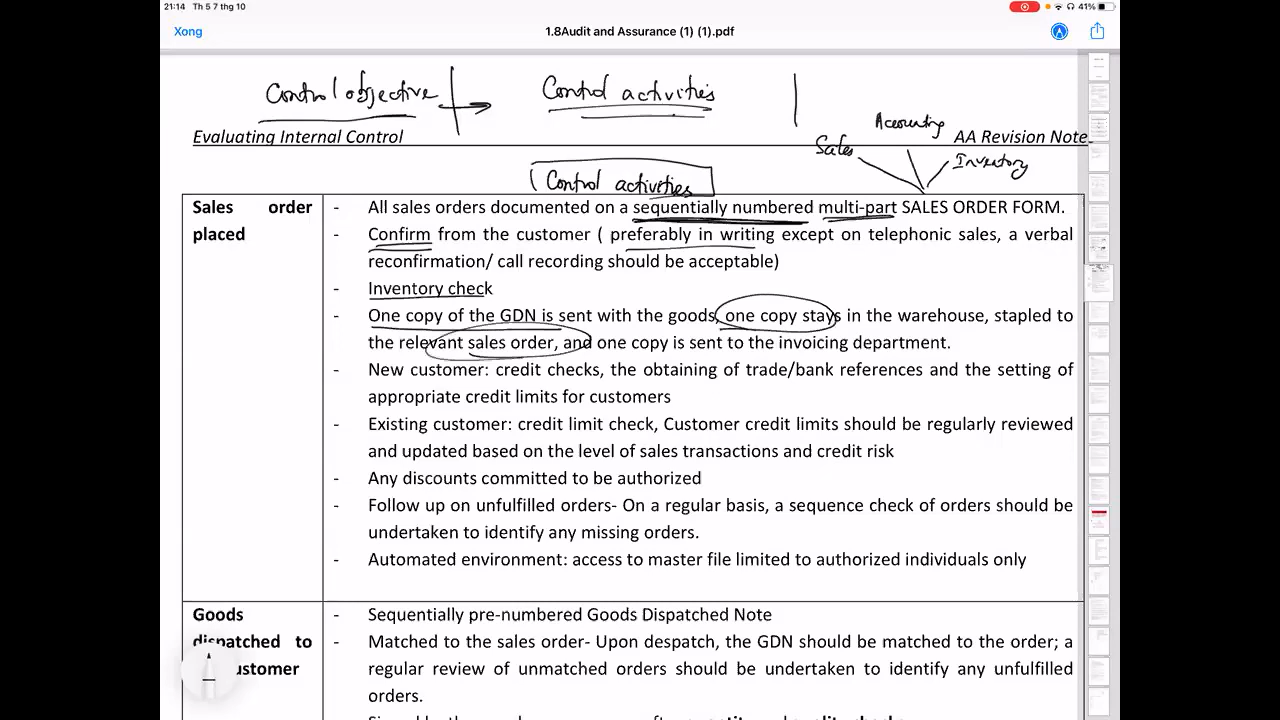 21:14 Th 5 7 thg 10
41%
Xong
1.8Audit and Assurance (1) (1).pdf
Control objective
Control activities
Accounting
Sales
Inventory
Evaluating Internal Con
AA Revision Note
Control activities
Sales order placed
- All sales orders documented on a sequentially numbered multi-part SALES ORDER FORM.
- Confirm from the customer ( preferably in writing exception telephonic sales, a verbal
confirmation/call recording should be acceptable)
- Inventory check
- One copy of the GDN is sent with the goods, one copy stays in the warehouse, stapled to
the relevant sales order, and one copy is sent to the invoicing department.
- New customer: credit checks, the obtaining of trade/bank references and the setting of
appropriate credit limits for customers
- Existing customer: credit limit check, Customer credit limits should be regularly reviewed
and updated based on the level of sales transactions and credit risk
- All discounts permitted to be authorized
- Follow up of unfulfilled orders- On a regular basis, a sequence check of orders should be
undertaken to identify any missing orders.
- Automated environment: access to master file limited to authorized individuals only
Goods dispatched customer
- Sequentially pre-numbered Goods Dispatched Note
- Matched to the sales order- Upon despatch, the GDN should be matched to the order; a
regular review of unmatched orders should be undertaken to identify any unfulfilled
orders.